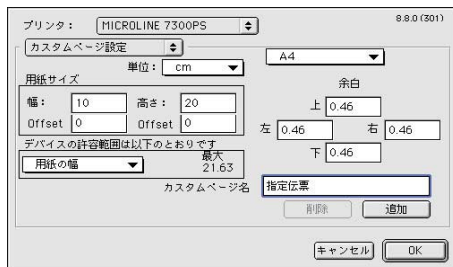 プリンタ： MICROLINE 7300PS 8.8.0 (301)
カスタムページ設定
単位： cm
A4
用紙サイズ
幅： 10 高さ： 20
Offset 0 Offset 0
余白
上 0.46
左 0.46 右 0.46
下 0.46
デバイスの許容範囲は以下のとおりです
用紙の幅 最大
21.63
カスタムページ名 指定伝票
削除 追加
キャンセル OK